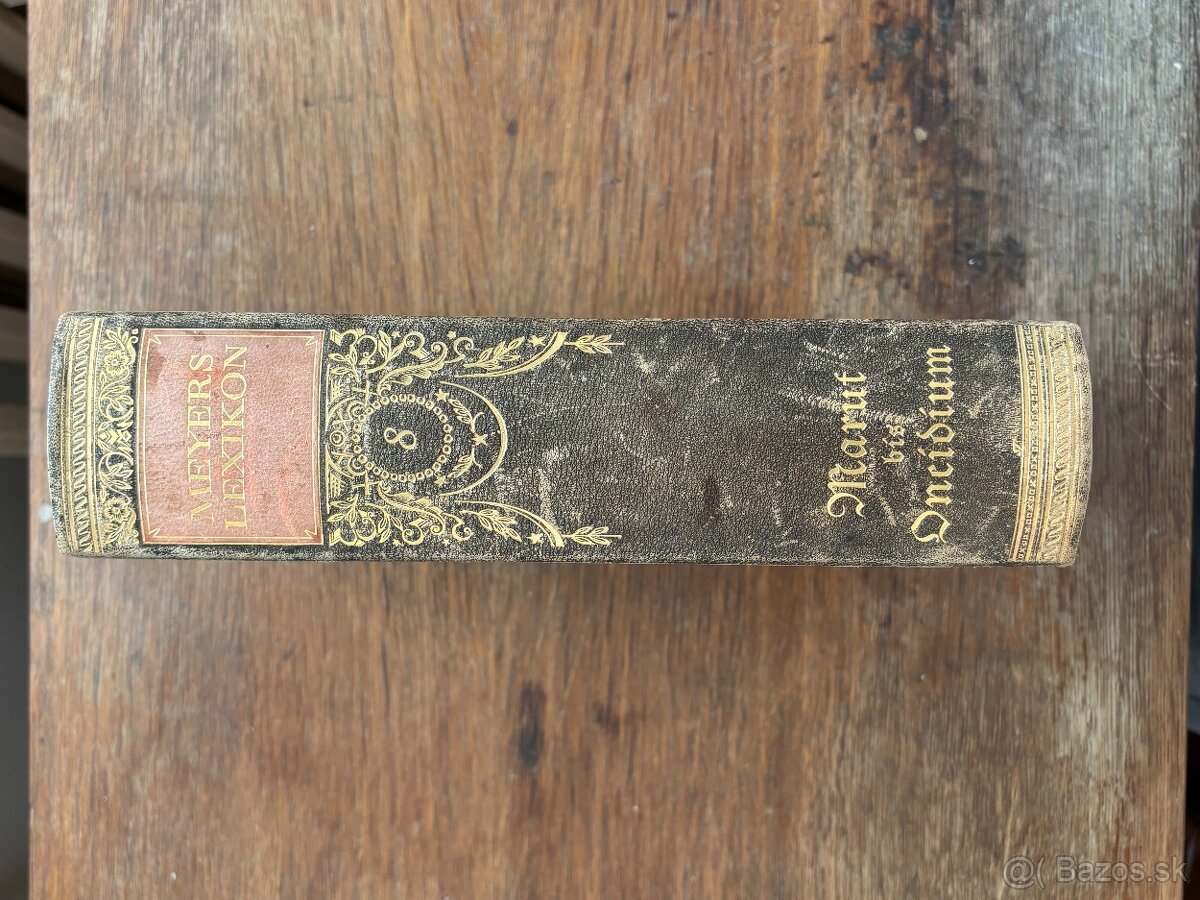 MEYERS
LEXIKON
8
Marut
bis
Oncidium
@( Bazos.sk